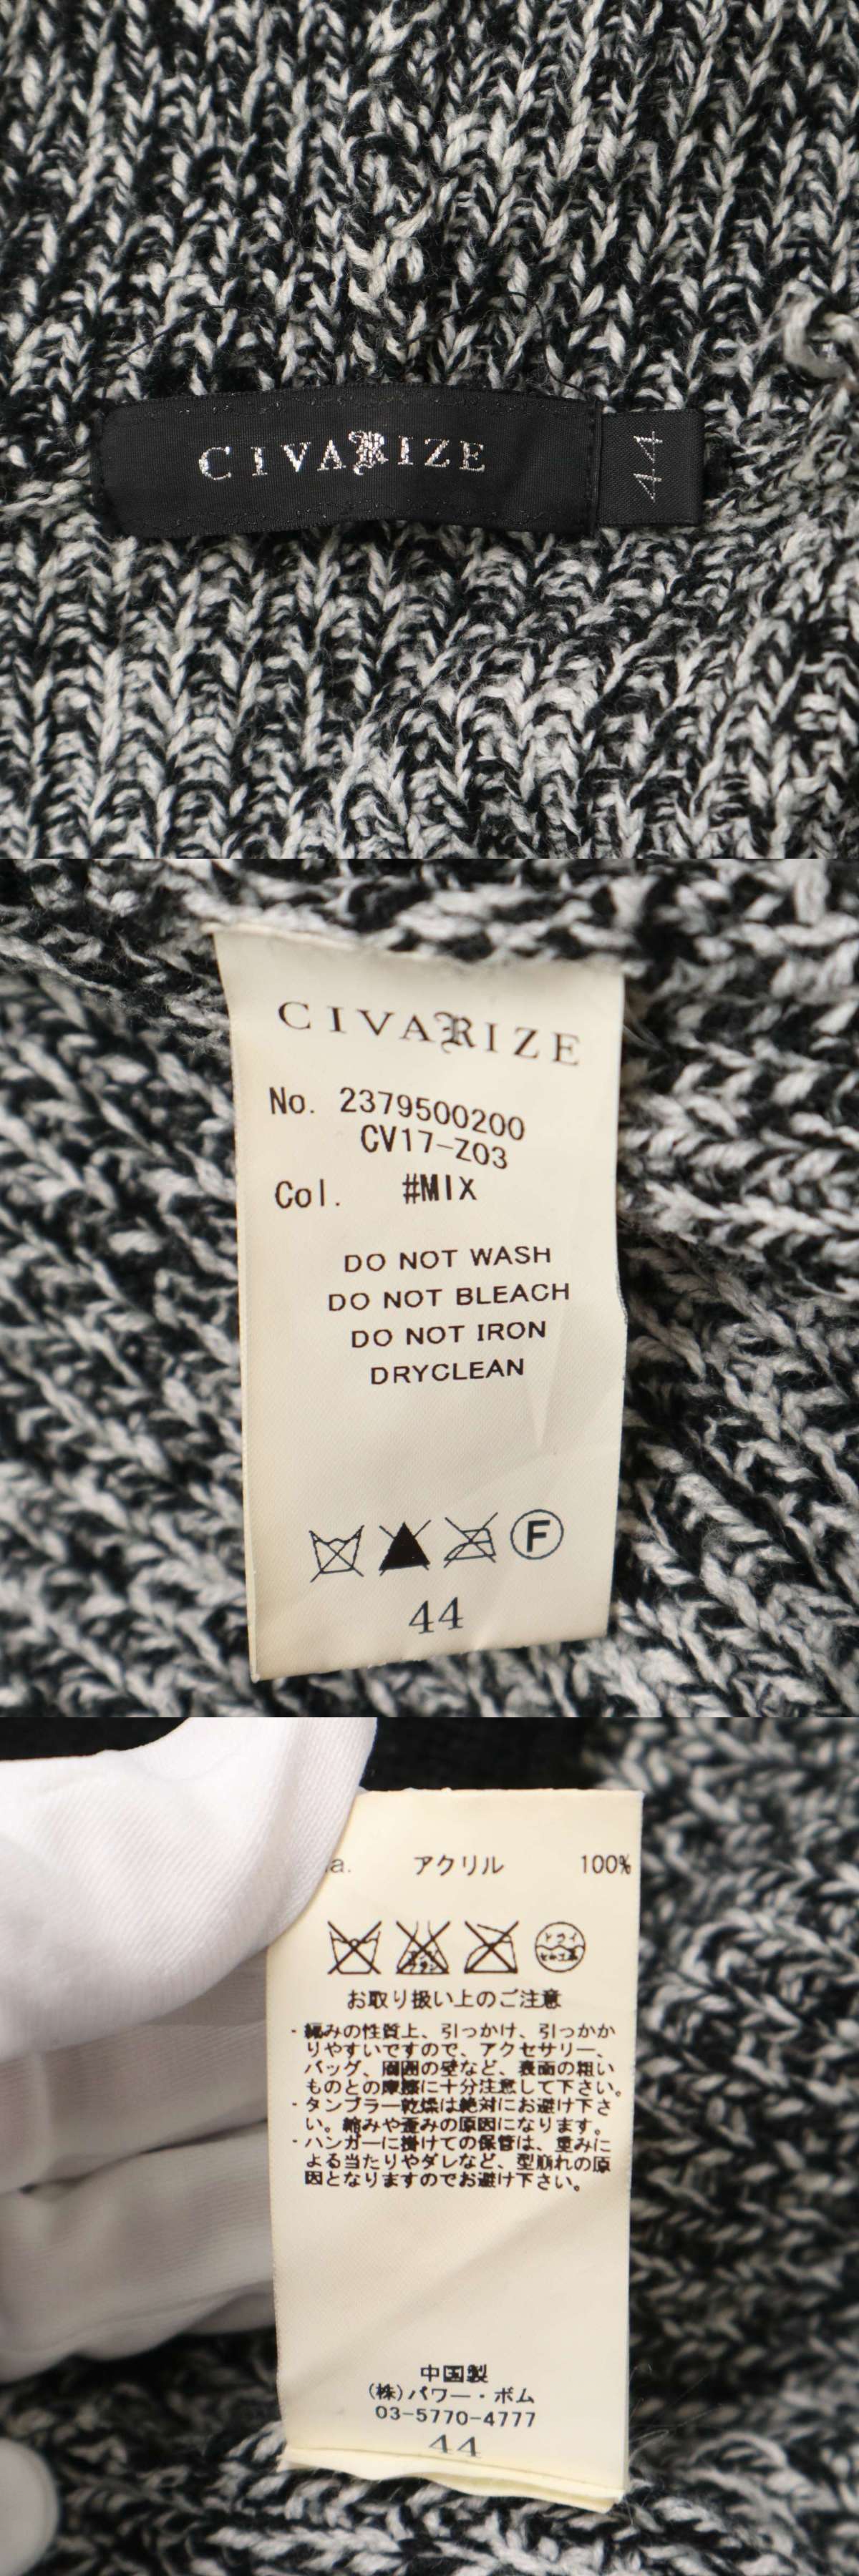 CIVARIZE
44
CIVARIZE
No. 2379500200
CV17-Z03
Col. #MIX
DO NOT WASH
DO NOT BLEACH
DO NOT IRON
DRYCLEAN
F
44
a. アクリル 100%
ドライ
お取り扱い上のご注意
・編みの性質上、引っかけ、引っかか
りやすいですので、アクセサリー、
バッグ、周囲の壁など、表面の粗い
ものとの摩擦に十分注意して下さい。
・タンブラー乾燥は絶対にお避け下さ
い。縮みや歪みの原因になります。
・ハンガーに掛けての保管は、重みに
よる当たりやダレなど、型崩れの原
因となりますのでお避け下さい。
中国製
(株)パワー・ボム
03-5770-4777
44